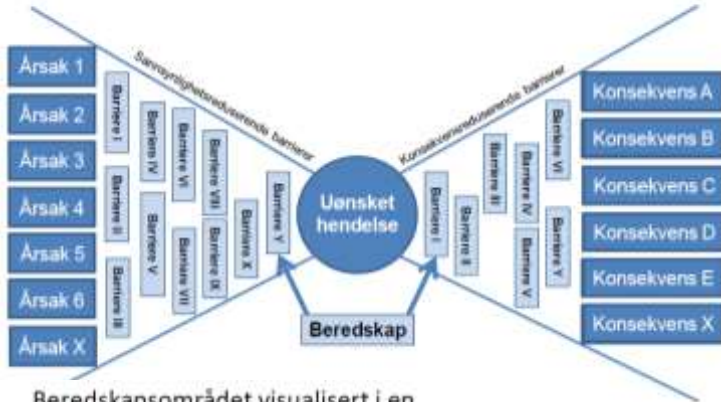 Årsak 1
Årsak 2
Årsak 3
Årsak 4
Årsak 5
Årsak 6
Årsak X
Sannsynlighetsreduserende barrierer
Barriere I
Barriere II
Barriere III
Barriere IV
Barriere V
Barriere VI
Barriere VII
Barriere VIII
Barriere IX
Barriere X
Barriere Y
Uønsket
hendelse
Beredskap
Konsekvensreduserende barrierer
Barriere I
Barriere II
Barriere III
Barriere IV
Barriere V
Barriere VI
Barriere Y
Konsekvens A
Konsekvens B
Konsekvens C
Konsekvens D
Konsekvens E
Konsekvens X
Beredskapsområdet visualisert i en